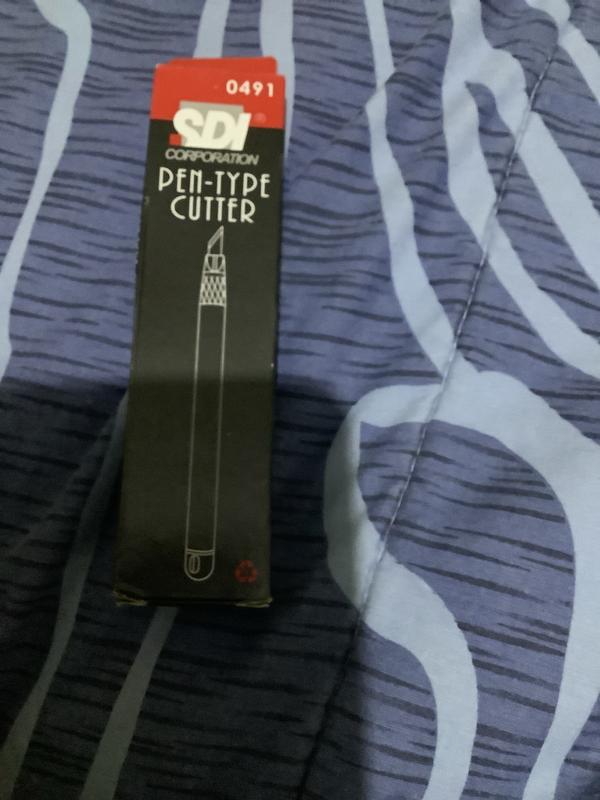 0491
SDI
CORPORATION
PEN-TYPE
CUTTER